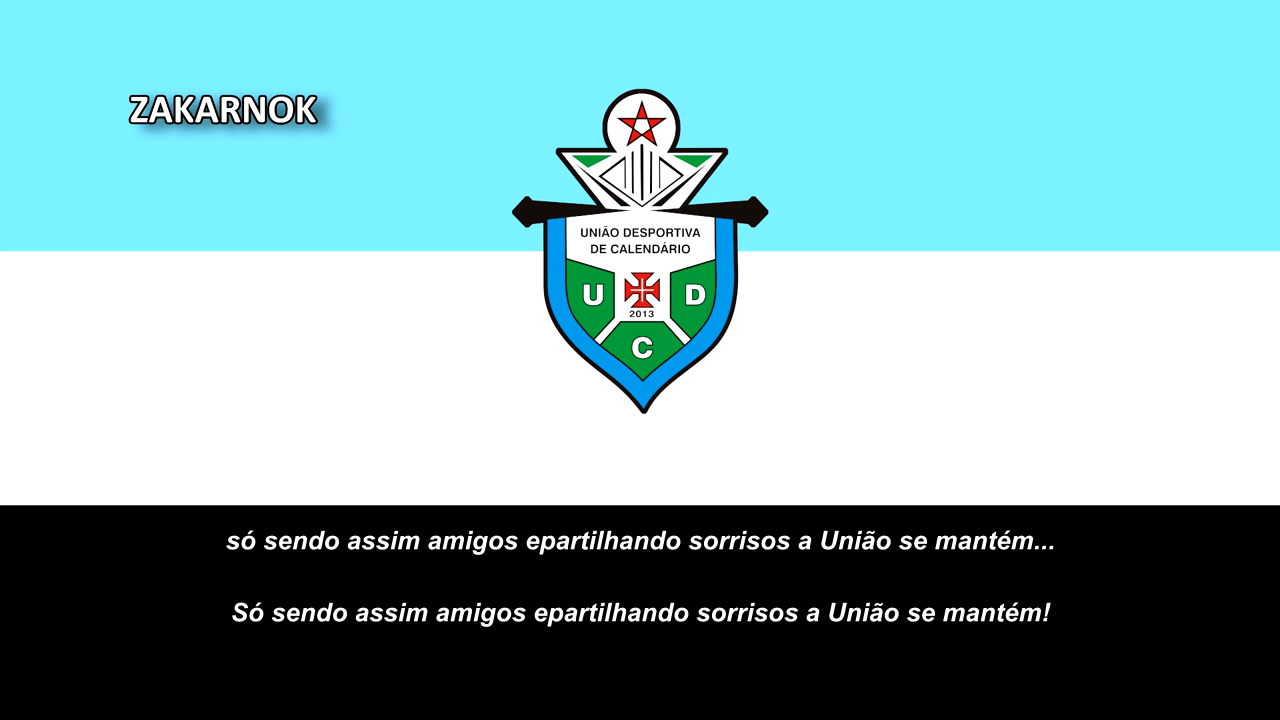 ZAKARNOK
UNIÃO DESPORTIVA
DE CALENDÁRIO
U
D
2013
C
só sendo assim amigos epartilhando sorrisos a União se mantém...
Só sendo assim amigos epartilhando sorrisos a União se mantém!